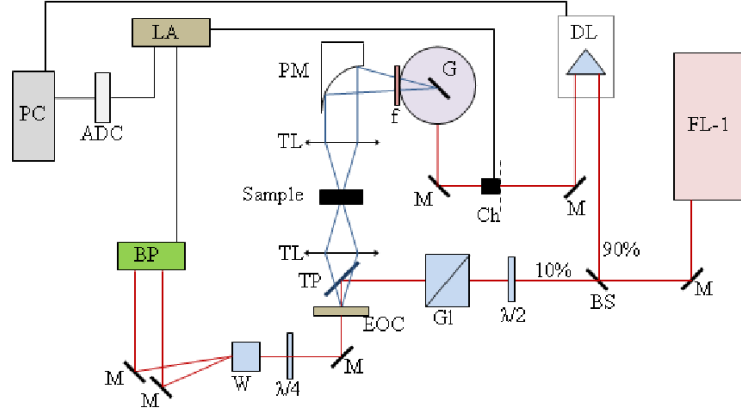 LA
DL
PM
G
PC
ADC
f
FL-1
TL
M
Ch
M
Sample
BP
TL
TP
10%
90%
Gl
λ/2
BS
M
EOC
M
M
W
λ/4
M